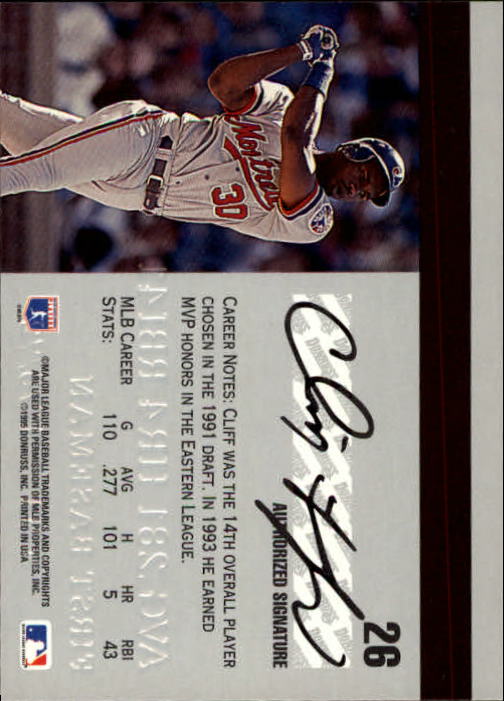 26
Cliff Floyd
AUTHORIZED SIGNATURE
CAREER NOTES: CLIFF WAS THE 14TH OVERALL PLAYER
CHOSEN IN THE 1991 DRAFT. IN 1993 HE EARNED
MVP HONORS IN THE EASTERN LEAGUE.
MLB CAREER G AVG H HR RBI
STATS: 110 .277 101 5 43
©MAJOR LEAGUE BASEBALL TRADEMARKS AND COPYRIGHTS
ARE USED WITH PERMISSION OF MLB PROPERTIES, INC.
©1995 DONRUSS, INC. PRINTED IN USA
Montreal
30